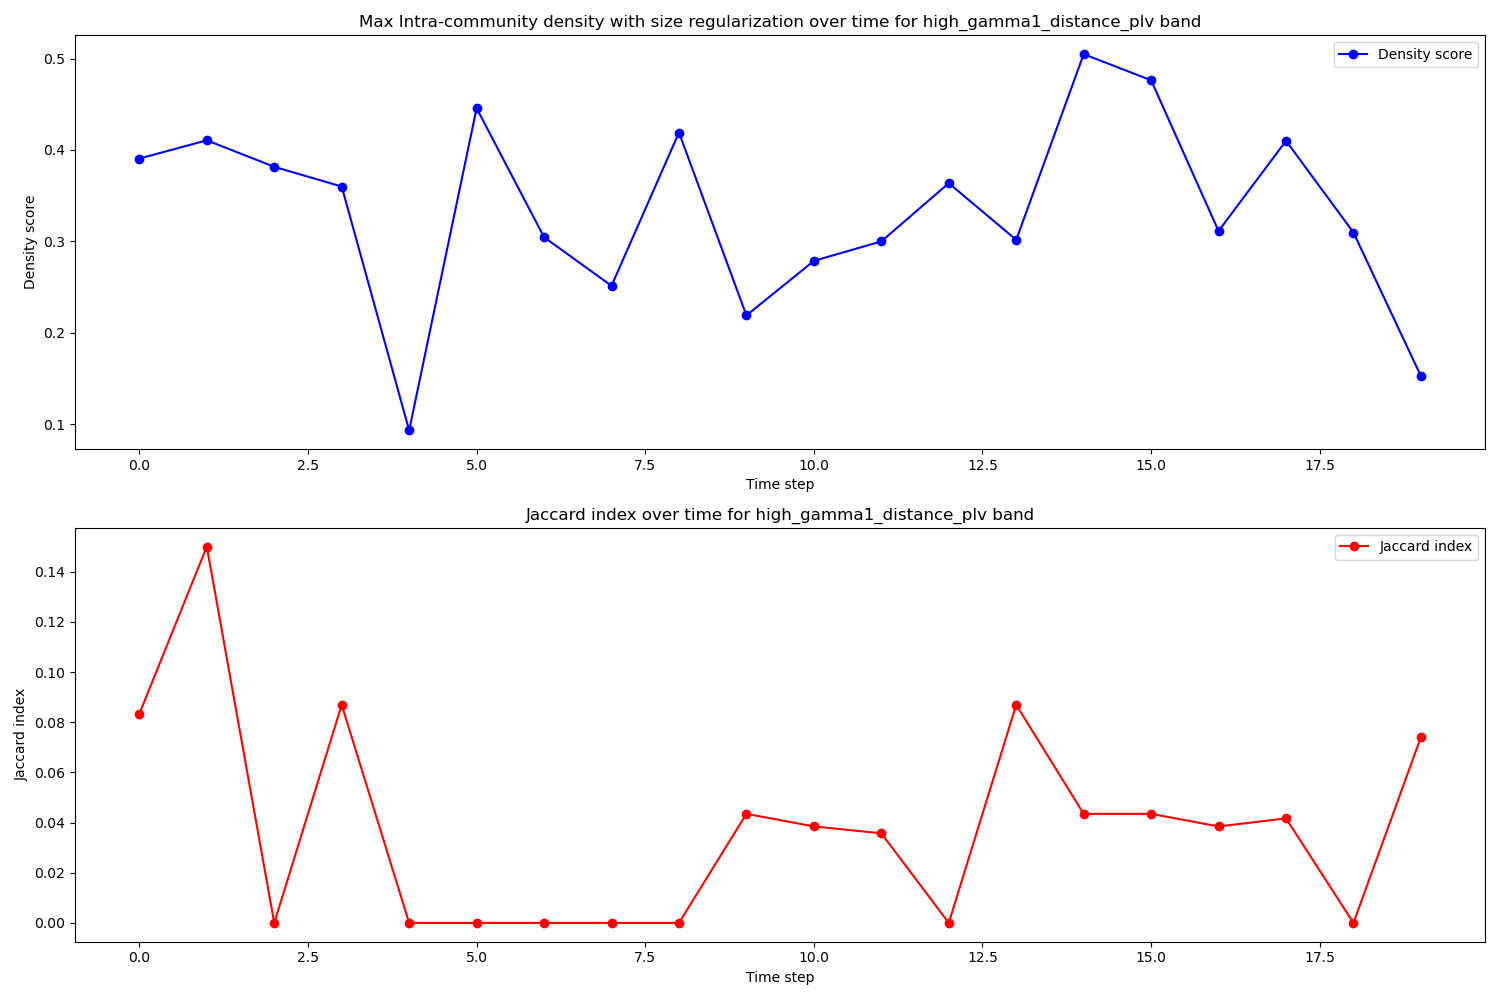 Max Intra-community density with size regularization over time for high_gamma1_distance_plv band
Density score
0.5
0.4
0.3
0.2
0.1
Density score
0.0 2.5 5.0 7.5 10.0 12.5 15.0 17.5
Time step
Jaccard index over time for high_gamma1_distance_plv band
Jaccard index
0.14
0.12
0.10
0.08
0.06
0.04
0.02
0.00
Jaccard index
0.0 2.5 5.0 7.5 10.0 12.5 15.0 17.5
Time step